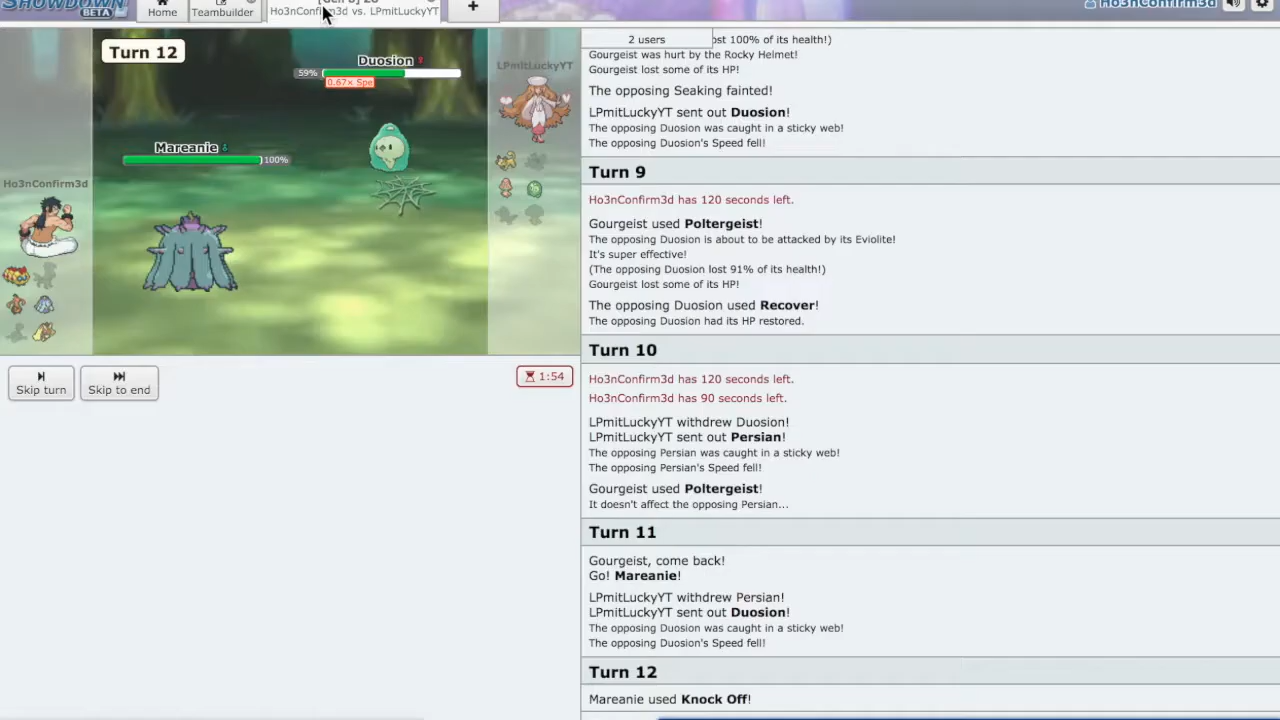 SHOWDOWN
BETA
Home
Teambuilder
Ho3nConfirm3d vs. LPmitLuckyYT
+
Ho3nConfirm3d
Turn 12
Duosion
59%
0.67× Spe
Mareanie
100%
Ho3nConfirm3d
LPmitLuckyYT
Skip turn
Skip to end
1:54
2 users
ost 100% of its health!)
Gourgeist was hurt by the Rocky Helmet!
Gourgeist lost some of its HP!
The opposing Seaking fainted!
LPmitLuckyYT sent out Duosion!
The opposing Duosion was caught in a sticky web!
The opposing Duosion's Speed fell!
Turn 9
Ho3nConfirm3d has 120 seconds left.
Gourgeist used Poltergeist!
The opposing Duosion is about to be attacked by its Eviolite!
It's super effective!
(The opposing Duosion lost 91% of its health!)
Gourgeist lost some of its HP!
The opposing Duosion used Recover!
The opposing Duosion had its HP restored.
Turn 10
Ho3nConfirm3d has 120 seconds left.
Ho3nConfirm3d has 90 seconds left.
LPmitLuckyYT withdrew Duosion!
LPmitLuckyYT sent out Persian!
The opposing Persian was caught in a sticky web!
The opposing Persian's Speed fell!
Gourgeist used Poltergeist!
It doesn't affect the opposing Persian...
Turn 11
Gourgeist, come back!
Go! Mareanie!
LPmitLuckyYT withdrew Persian!
LPmitLuckyYT sent out Duosion!
The opposing Duosion was caught in a sticky web!
The opposing Duosion's Speed fell!
Turn 12
Mareanie used Knock Off!